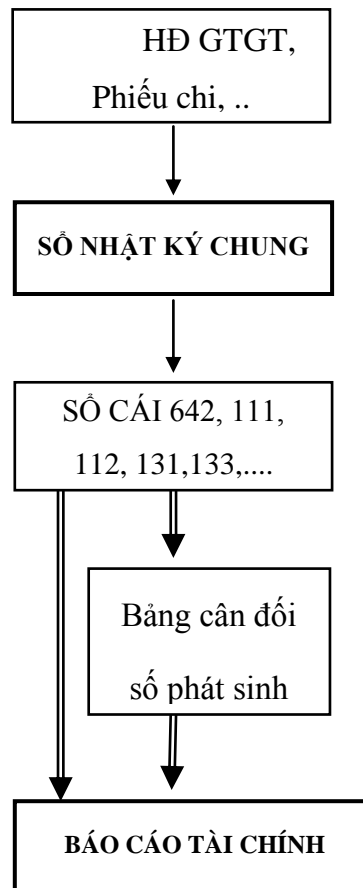 HĐ GTGT,
Phiếu chi, ..
SỔ NHẬT KÝ CHUNG
SỔ CÁI 642, 111,
112, 131,133,....
Bảng cân đối
số phát sinh
BÁO CÁO TÀI CHÍNH